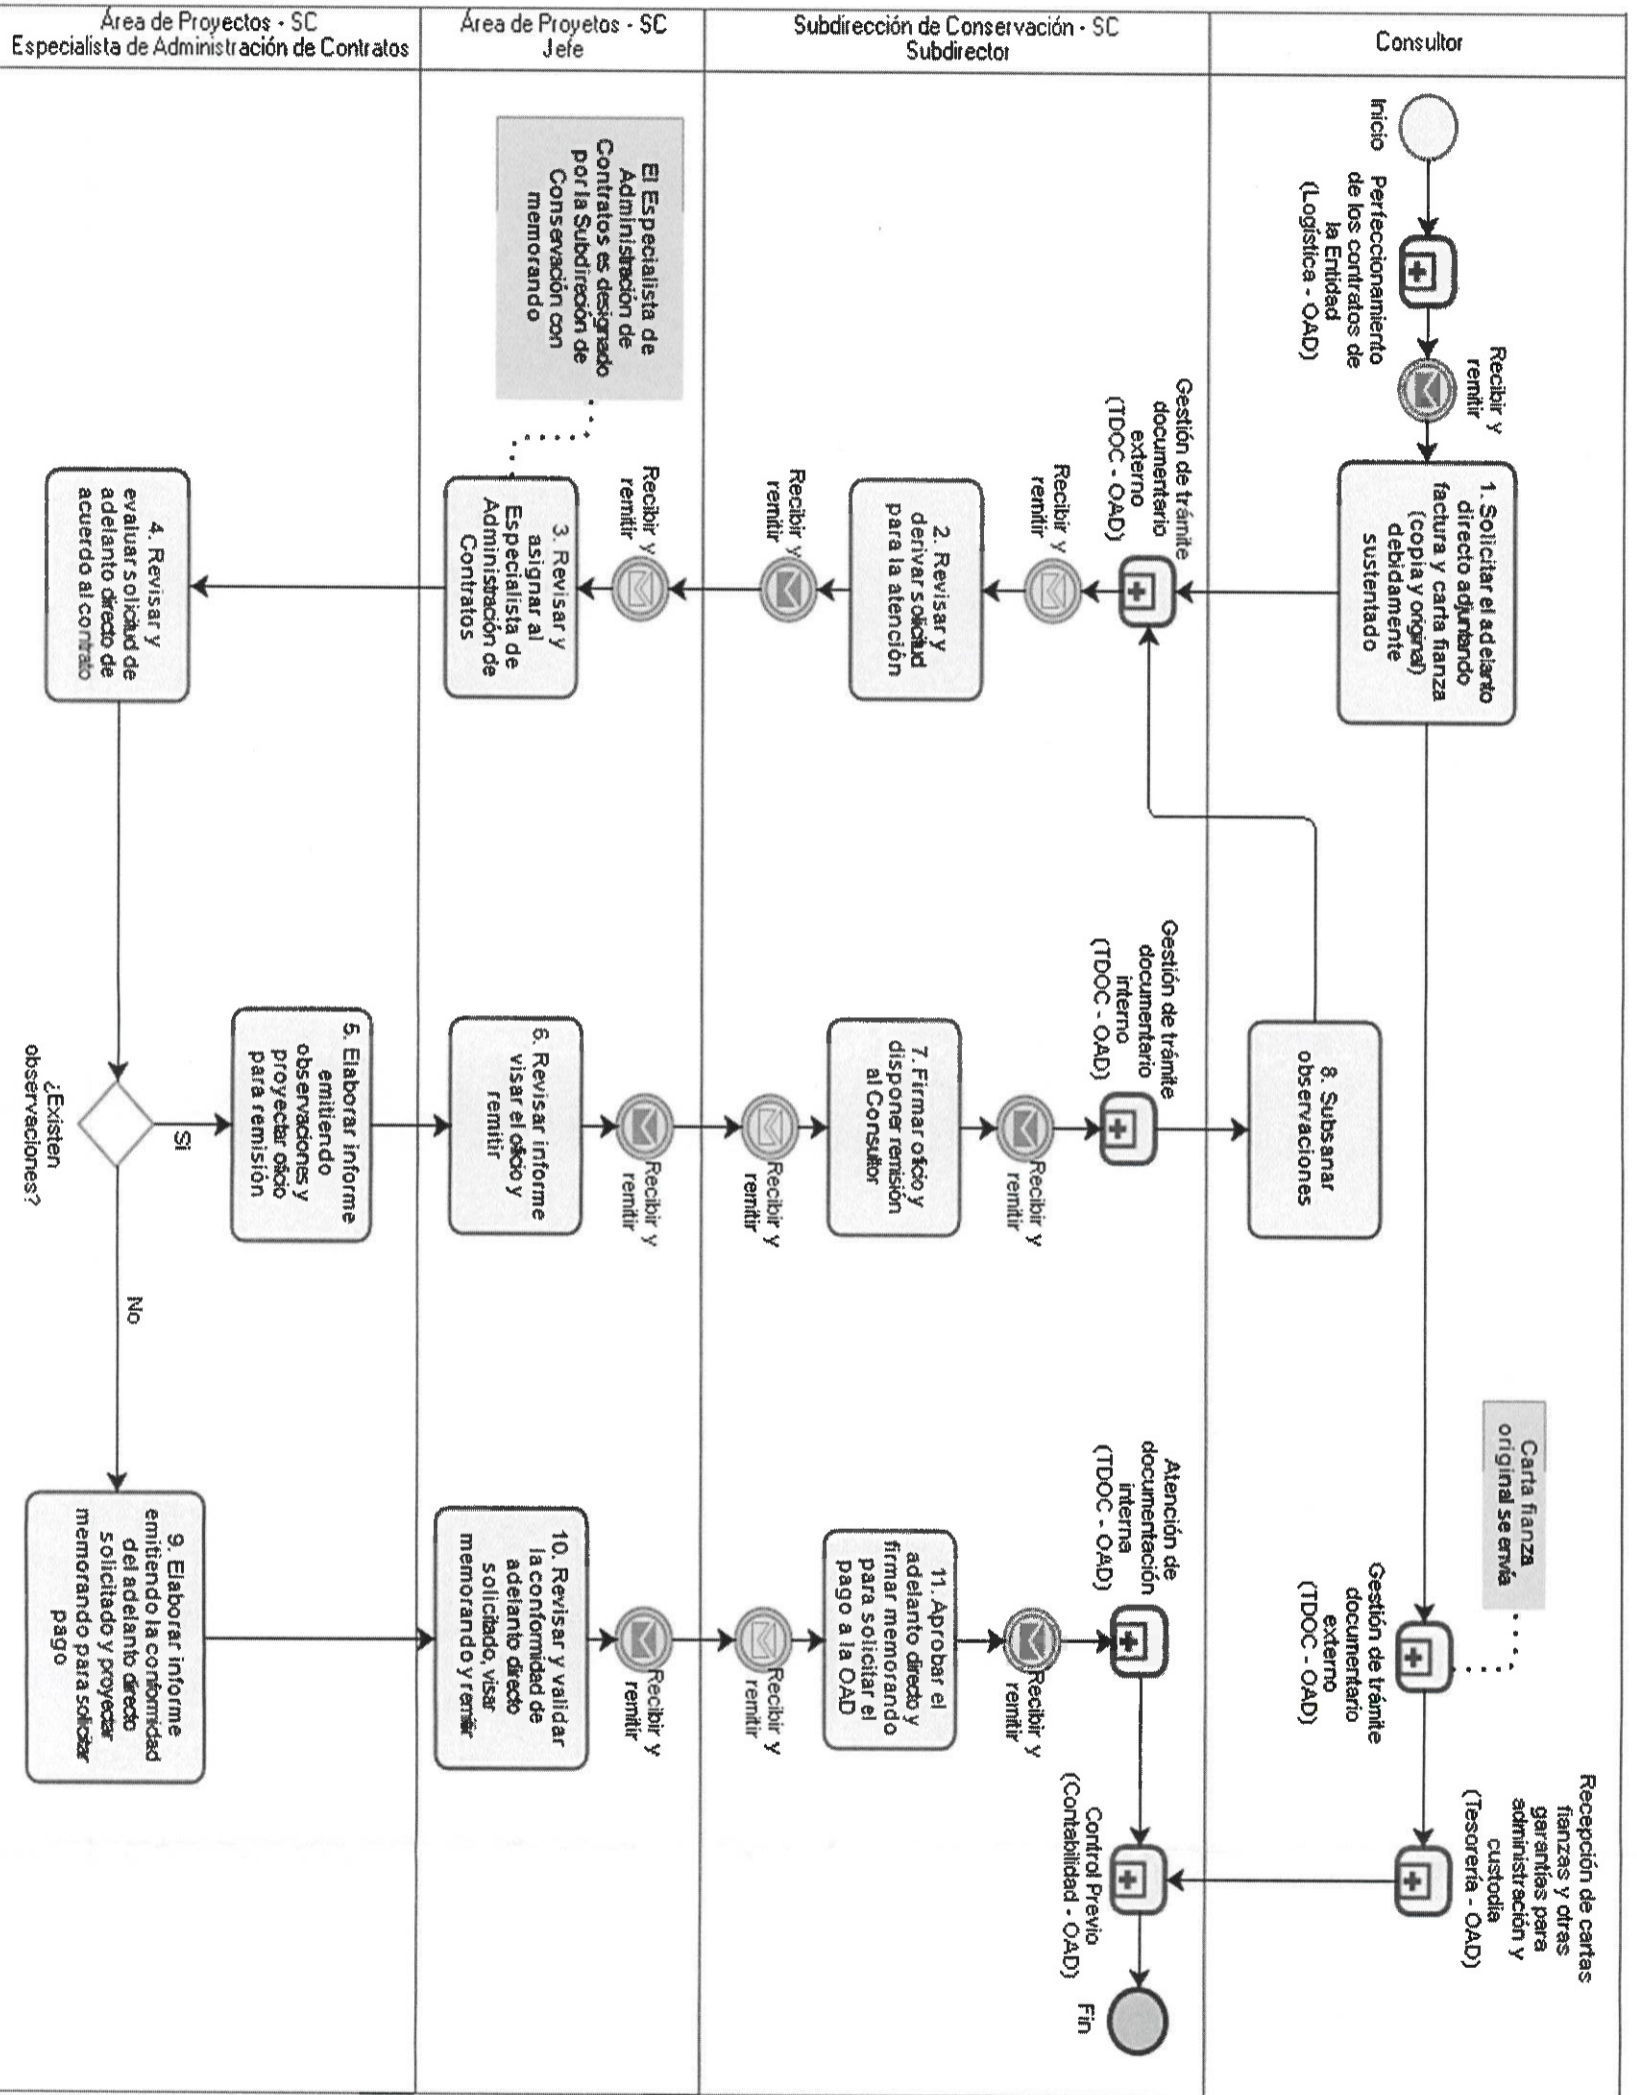 Consultor
Inicio
Perfeccionamiento
de los contratos de
la Entidad
(Logística - OAD)
Recibir y
remitir
1. Solicitar el adelanto
directo adjuntando
factura y carta fianza
(copia y original)
debidamente
sustentado
8. Subsanar
observaciones
Carta fianza
original se envía
Gestión de trámite
documentario
externo
(TDOC - OAD)
Recepción de cartas
fianzas y otras
garantías para
administración y
custodia
(Tesorería - OAD)
Subdirección de Conservación - SC
Subdirector
Gestión de trámite
documentario
externo
(TDOC - OAD)
Recibir y
remitir
2. Revisar y
derivar solicitud
para la atención
Recibir y
remitir
Gestión de trámite
documentario
interno
(TDOC - OAD)
Recibir y
remitir
7. Firmar oficio y
disponer remisión
al Consultor
Recibir y
remitir
Atención de
documentación
interna
(TDOC - OAD)
Recibir y
remitir
11. Aprobar el
adelanto directo y
firmar memorando
para solicitar el
pago a la OAD
Recibir y
remitir
Control Previo
(Contabilidad - OAD)
Fin
Área de Proyetos - SC
Jefe
El Especialista de
Administración de
Contratos es designado
por la Subdireción de
Conservación con
memorando
Recibir y
remitir
3. Revisar y
asignar al
Especialista de
Administración de
Contratos
Recibir y
remitir
6. Revisar informe
visar el oficio y
remitir
Recibir y
remitir
10. Revisar y validar
la conformidad de
adelanto directo
solicitado, visar
memorando y remitir
Área de Proyectos - SC
Especialista de Administración de Contratos
4. Revisar y
evaluar solicitud de
adelanto directo de
acuerdo al contrato
¿Existen
observaciones?
Si
5. Elaborar informe
emitiendo
observaciones y
proyectar oficio
para remisión
No
9. Elaborar informe
emitiendo la conformidad
del adelanto directo
solicitado y proyectar
memorando para solicitar
pago